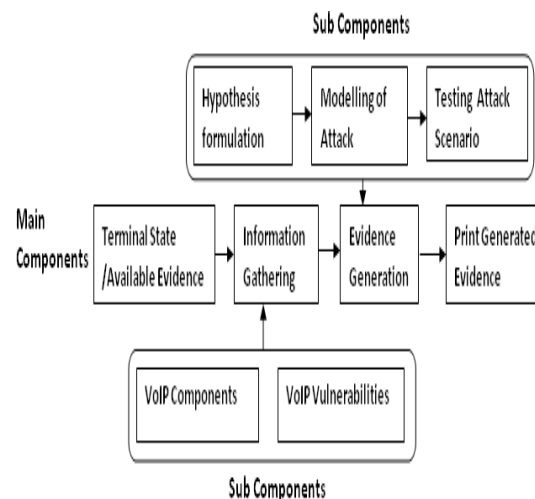 Sub Components
Hypothesis
formulation
Modelling of
Attack
Testing Attack
Scenario
Main
Components
Terminal State
/Available Evidence
Information
Gathering
Evidence
Generation
Print Generated
Evidence
VoIP Components
VoIP Vulnerabilities
Sub Components